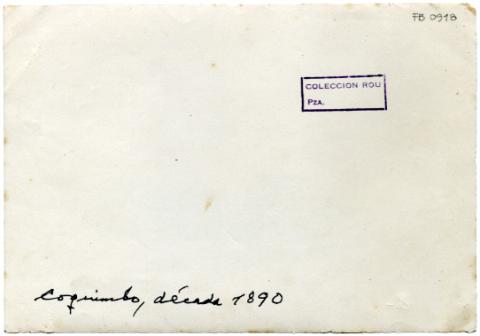 FB 0918
COLECCION ROU
PZA.
Coquimbo, década 1890